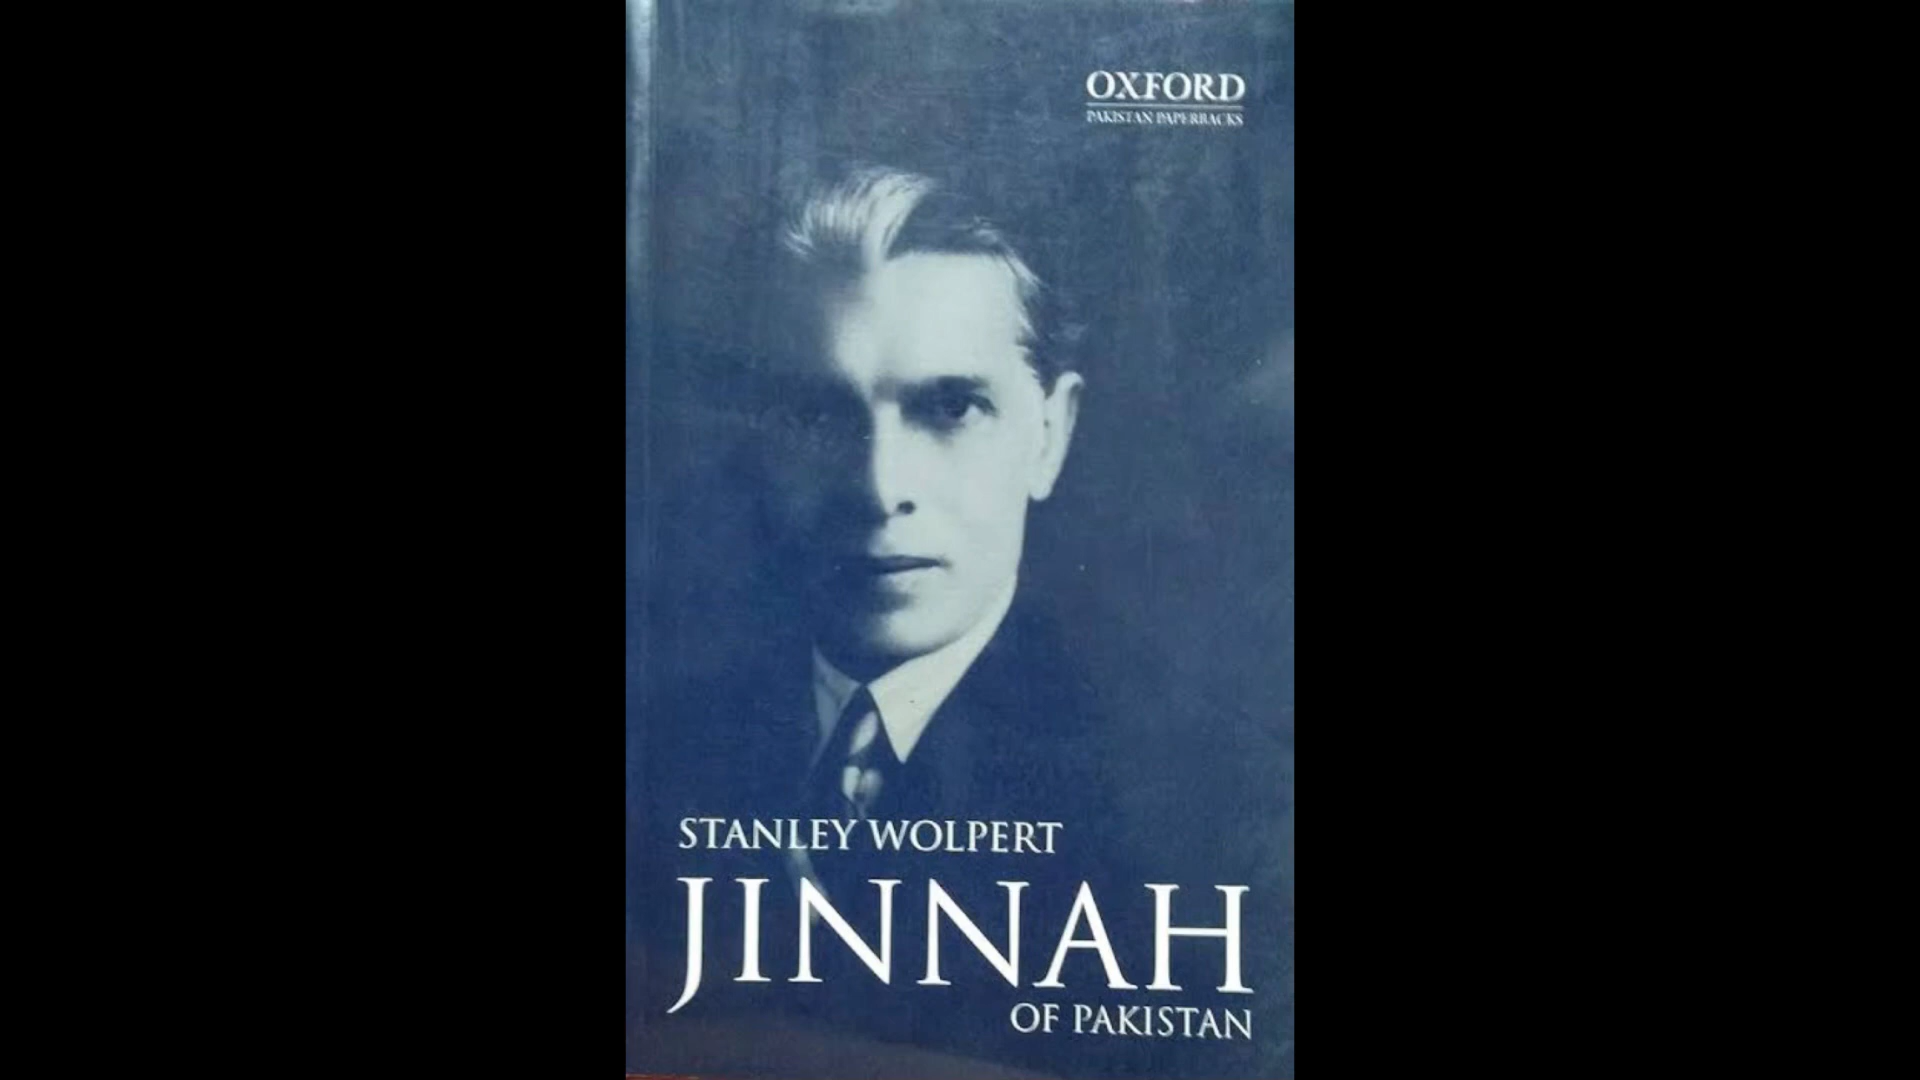 OXFORD
PAKISTAN PAPERBACKS
STANLEY WOLPERT
JINNAH
OF PAKISTAN